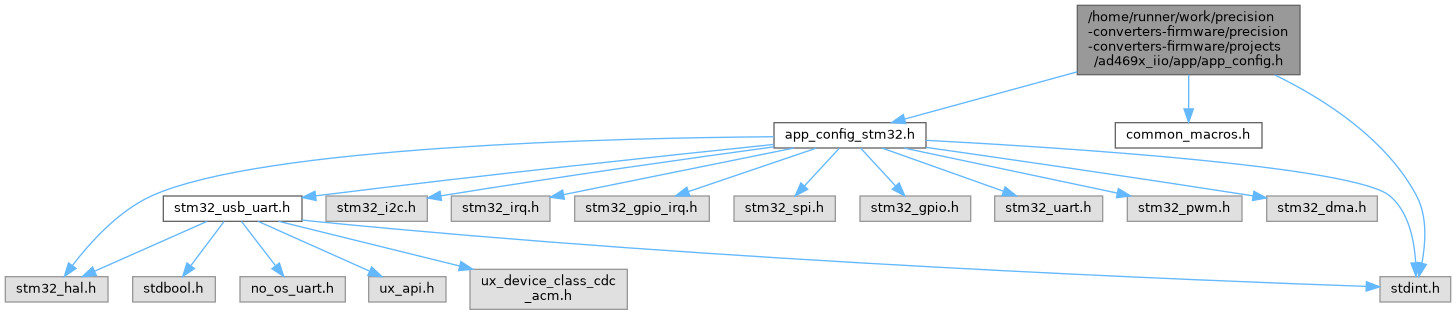 /home/runner/work/precision
-converters-firmware/precision
-converters-firmware/projects
/ad469x_iio/app/app_config.h
app_config_stm32.h
common_macros.h
stm32_usb_uart.h
stm32_i2c.h
stm32_irq.h
stm32_gpio_irq.h
stm32_spi.h
stm32_gpio.h
stm32_uart.h
stm32_pwm.h
stm32_dma.h
stm32_hal.h
stdbool.h
no_os_uart.h
ux_api.h
ux_device_class_cdc
_acm.h
stdint.h